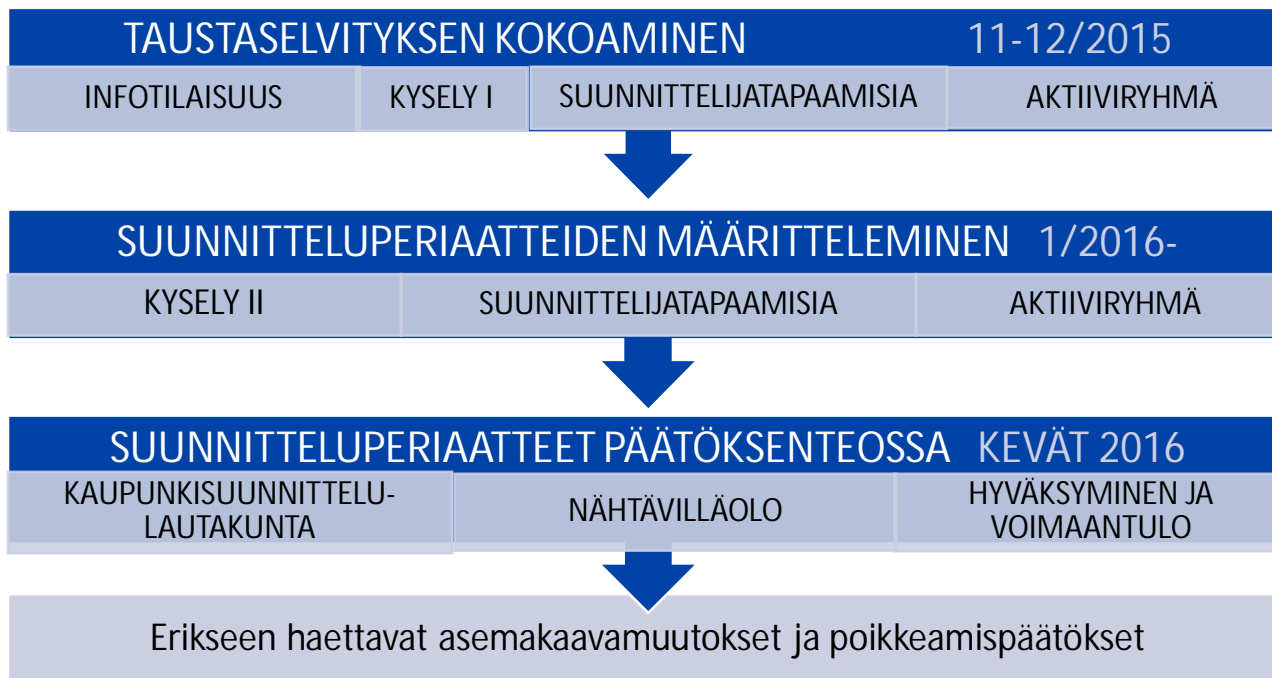 TAUSTASELVITYKSEN KOKOAMINEN 11-12/2015
INFOTILAISUUS KYSELY I SUUNNITTELIJATAPAAMISIA AKTIIVIRYHMÄ
SUUNNITTELUPERIAATTEIDEN MÄÄRITTELEMINEN 1/2016-
KYSELY II SUUNNITTELIJATAPAAMISIA AKTIIVIRYHMÄ
SUUNNITTELUPERIAATTEET PÄÄTÖKSENTEOSSA KEVÄT 2016
KAUPUNKISUUNNITTELU-
LAUTAKUNTA
NÄHTÄVILLÄOLO
HYVÄKSYMINEN JA
VOIMAANTULO
Erikseen haettavat asemakaavamuutokset ja poikkeamispäätökset